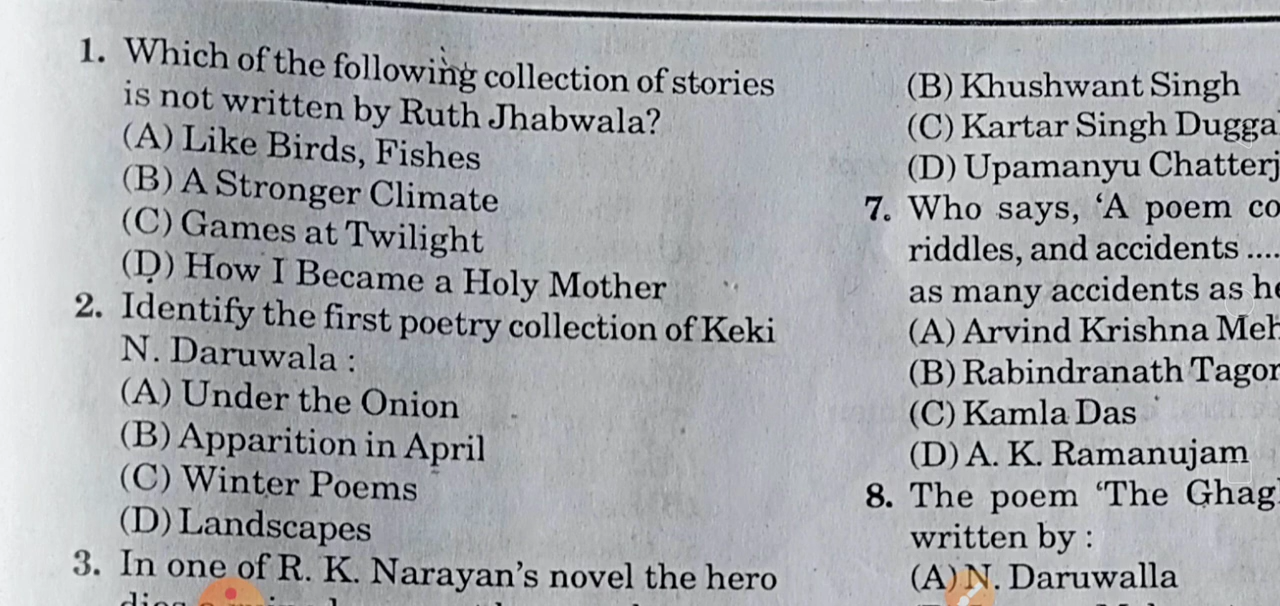 1. Which of the following collection of stories
is not written by Ruth Jhabwala?
(A) Like Birds, Fishes
(B) A Stronger Climate
(C) Games at Twilight
(D) How I Became a Holy Mother
2. Identify the first poetry collection of Keki
N. Daruwala :
(A) Under the Onion
(B) Apparition in April
(C) Winter Poems
(D) Landscapes
3. In one of R. K. Narayan's novel the hero
(B) Khushwant Singh
(C) Kartar Singh Dugga
(D) Upamanyu Chatterj
7. Who says, 'A poem co
riddles, and accidents ....
as many accidents as he
(A) Arvind Krishna Meh
(B) Rabindranath Tagor
(C) Kamla Das
(D) A. K. Ramanujam
8. The poem 'The Ghag
written by :
(A) N. Daruwalla